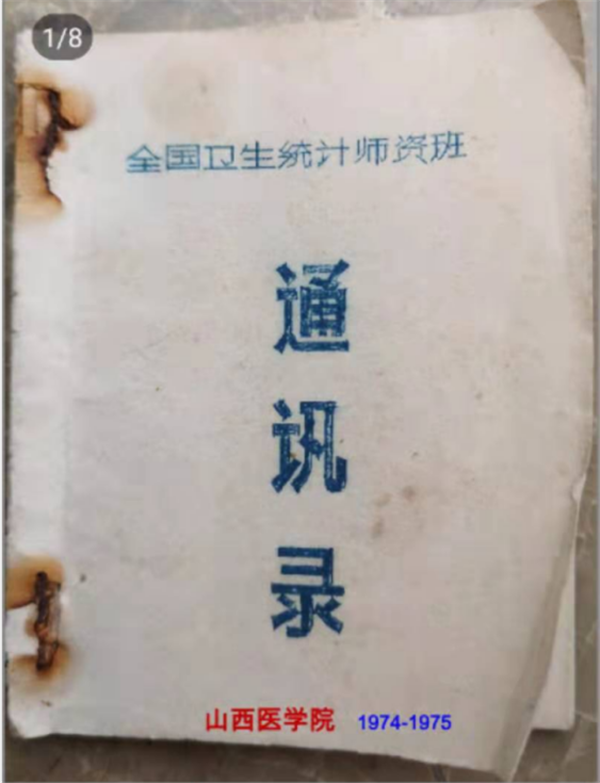 1/8
全国卫生统计师资班
通
讯
录
山西医学院 1974-1975